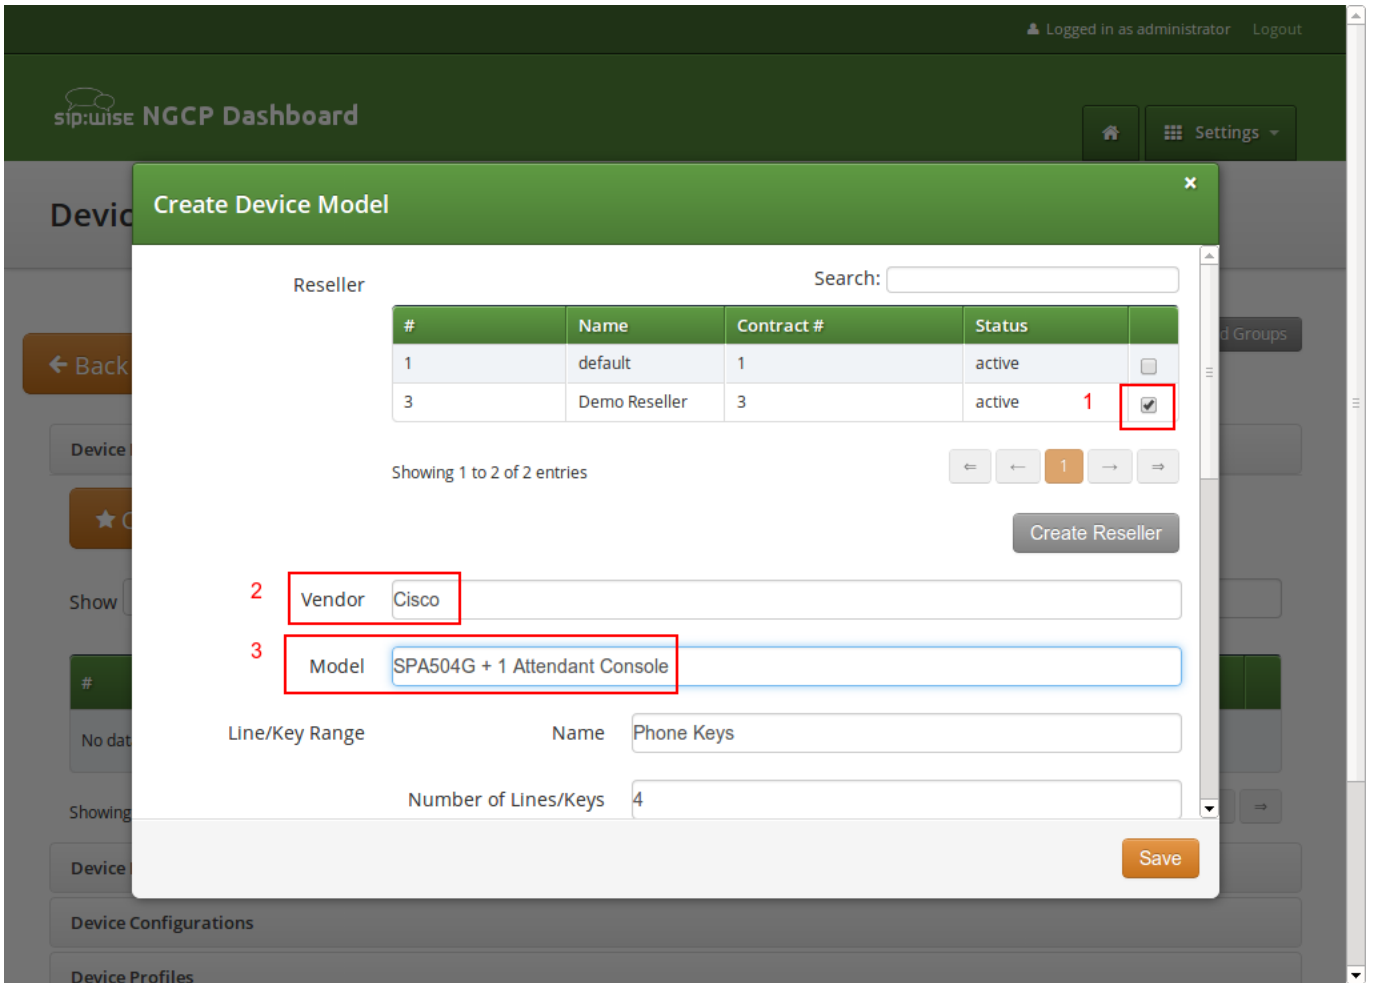 Logged in as administrator Logout
sip:wise NGCP Dashboard
Settings
Devic
Create Device Model
×
Reseller
Search:
# Name Contract # Status
1 default 1 active
3 Demo Reseller 3 active 1
Showing 1 to 2 of 2 entries
⇐ ← 1 → ⇒
Create Reseller
2 Vendor Cisco
3 Model SPA504G + 1 Attendant Console
Line/Key Range Name Phone Keys
Number of Lines/Keys 4
Save
d Groups
← Back
Device
Show
#
No dat
Showing
⇒
Device
Device Configurations
Device Profiles